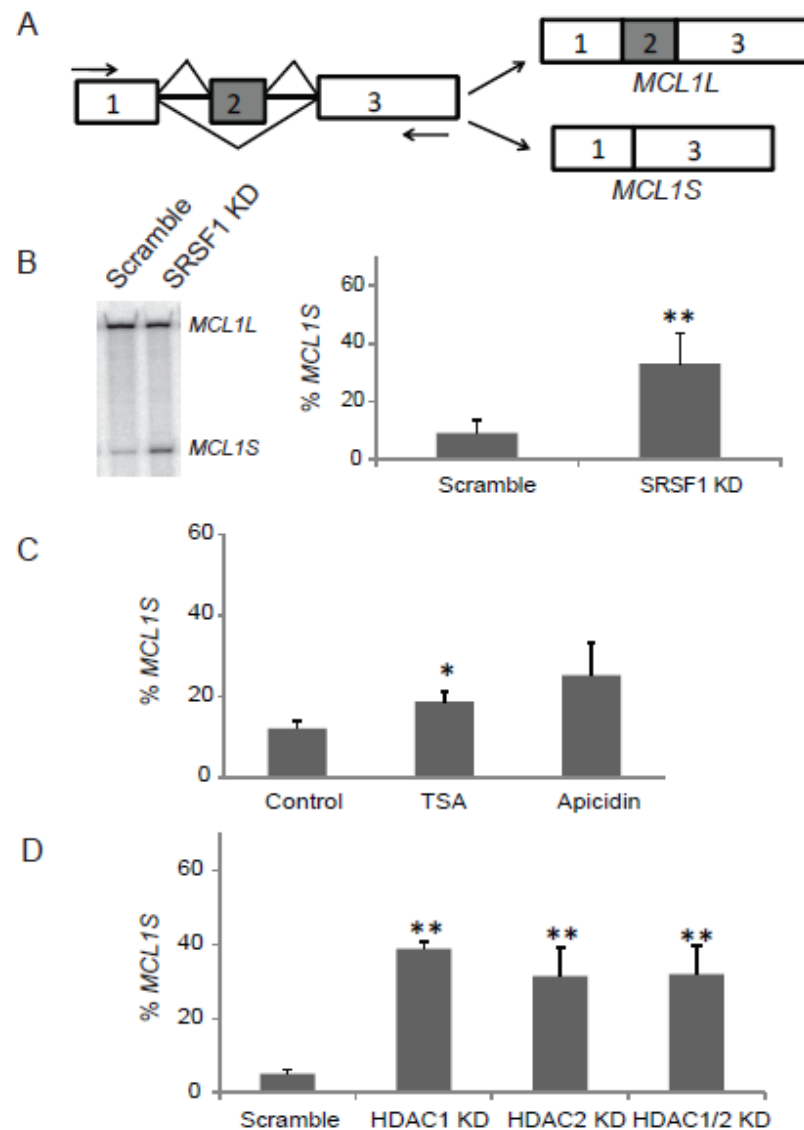 A
1 2 3
1 2 3
MCL1L
1 3
MCL1S
B
Scramble
SRSF1 KD
MCL1L
MCL1S
% MCL1S
60
40
20
0
**
Scramble SRSF1 KD
C
% MCL1S
60
40
20
0
*
Control TSA Apicidin
D
% MCL1S
60
40
20
0
** ** **
Scramble HDAC1 KD HDAC2 KD HDAC1/2 KD